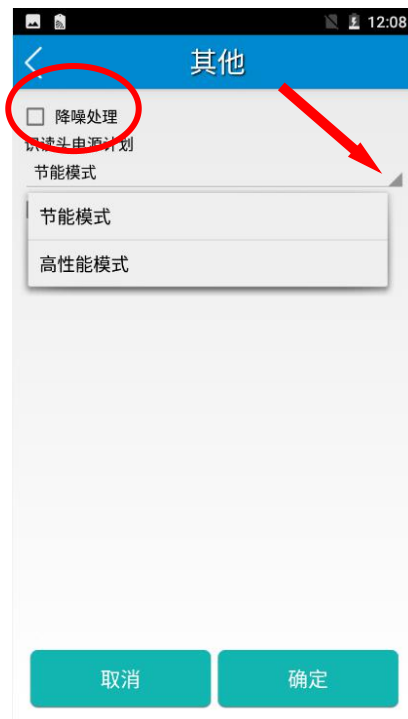 12:08
其他
降噪处理
识读头电源计划
节能模式
节能模式
高性能模式
取消
确定